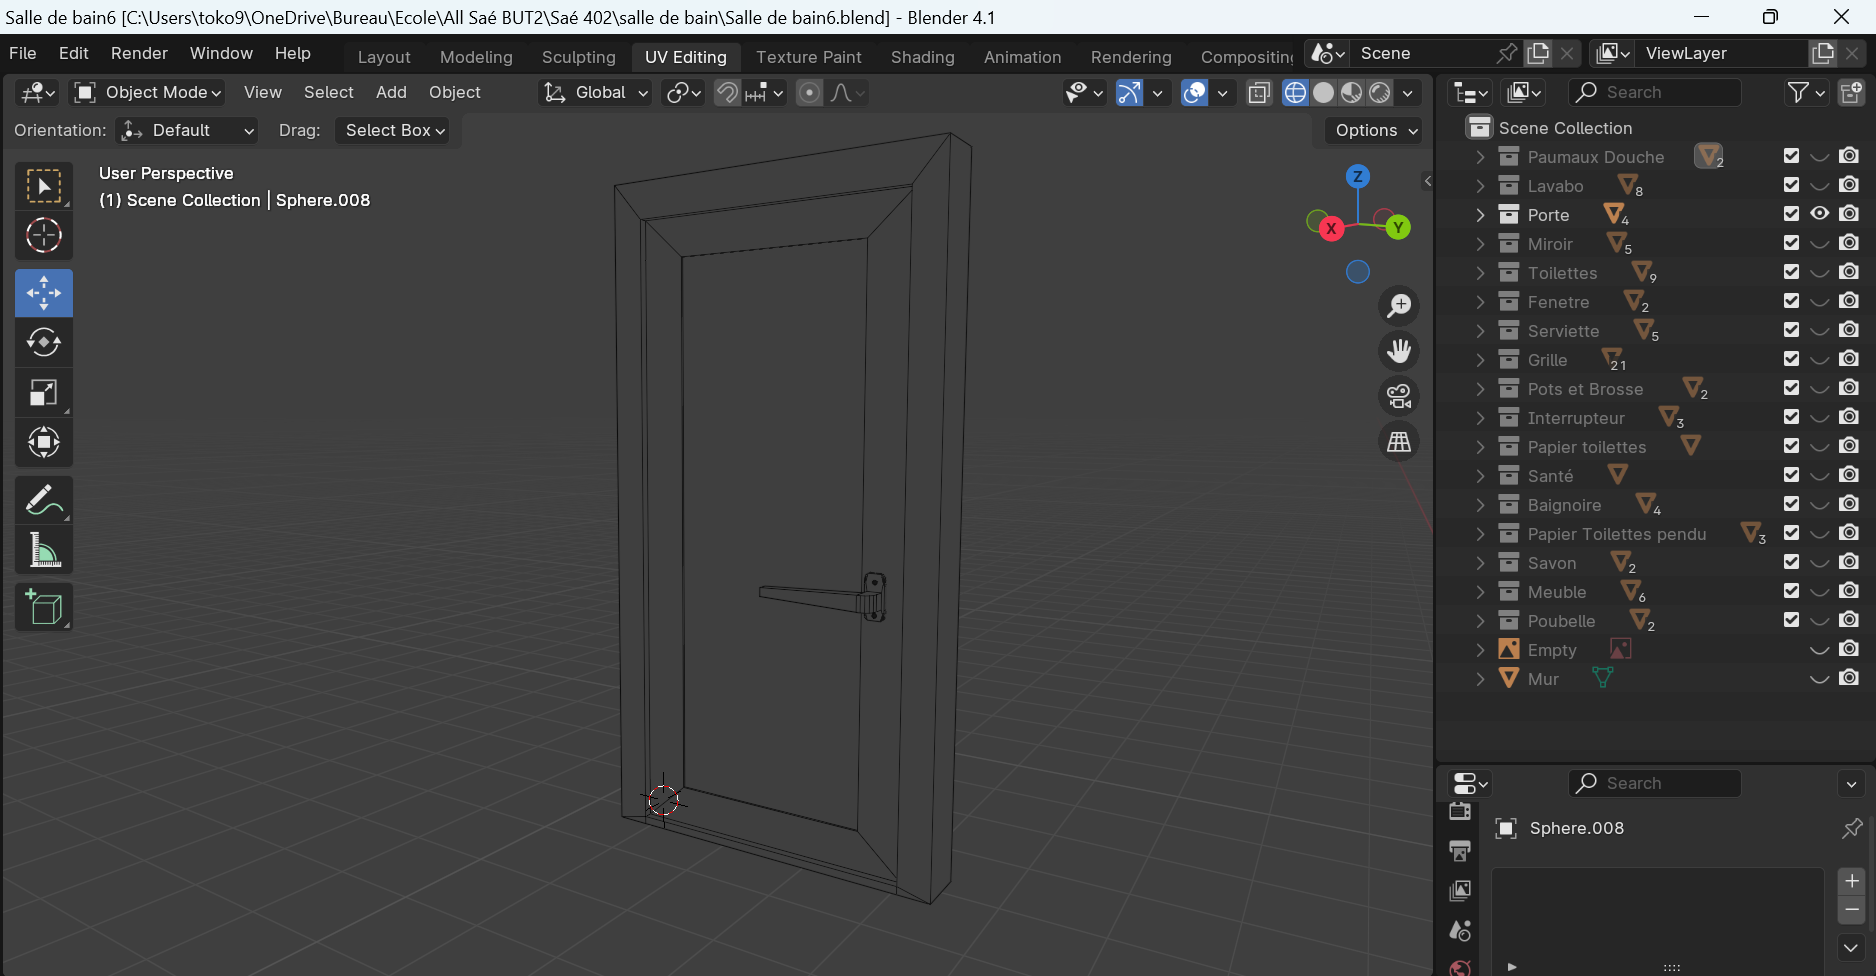 Salle de bain6 [C:\Users\toko9\OneDrive\Bureau\Ecole\All Saé BUT2\Saé 402\salle de bain\Salle de bain6.blend] - Blender 4.1
File Edit Render Window Help Layout Modeling Sculpting UV Editing Texture Paint Shading Animation Rendering Compositing Scene ViewLayer
Object Mode View Select Add Object Global Search
Orientation: Default Drag: Select Box Options
User Perspective
(1) Scene Collection | Sphere.008
Z
X
Y
Scene Collection
Paumaux Douche 2
Lavabo 8
Porte 4
Miroir 5
Toilettes 9
Fenetre 2
Serviette 5
Grille 21
Pots et Brosse 2
Interrupteur 3
Papier toilettes
Santé
Baignoire 4
Papier Toilettes pendu 3
Savon 2
Meuble 6
Poubelle 2
Empty
Mur
Search
Sphere.008